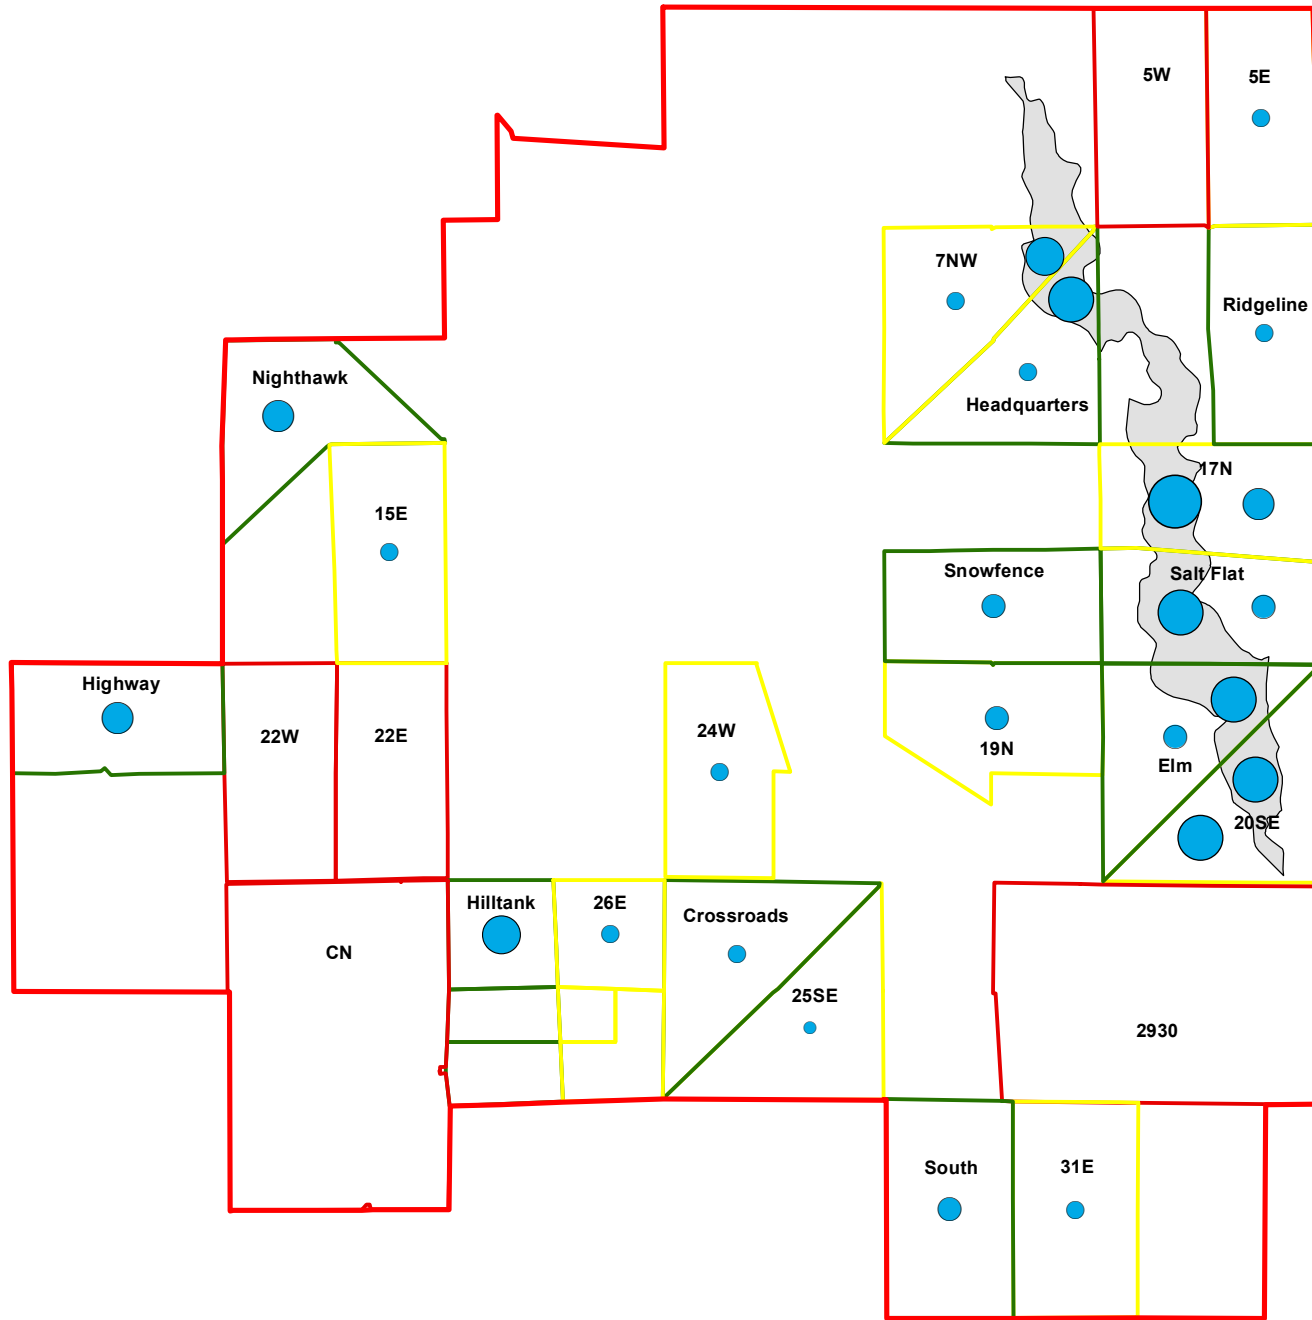 5W
5E
7NW
Ridgeline
Nighthawk
Headquarters
17N
15E
Snowfence
Salt Flat
Highway
22W
22E
24W
19N
Elm
20SE
Hilltank
26E
Crossroads
CN
25SE
2930
South
31E